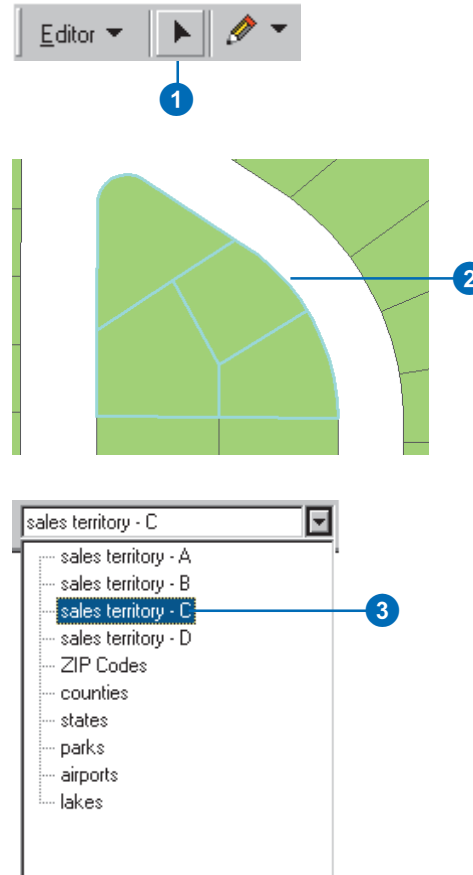 Editor
1
2
sales territory - C
sales territory - A
sales territory - B
sales territory - C
3
sales territory - D
ZIP Codes
counties
states
parks
airports
lakes